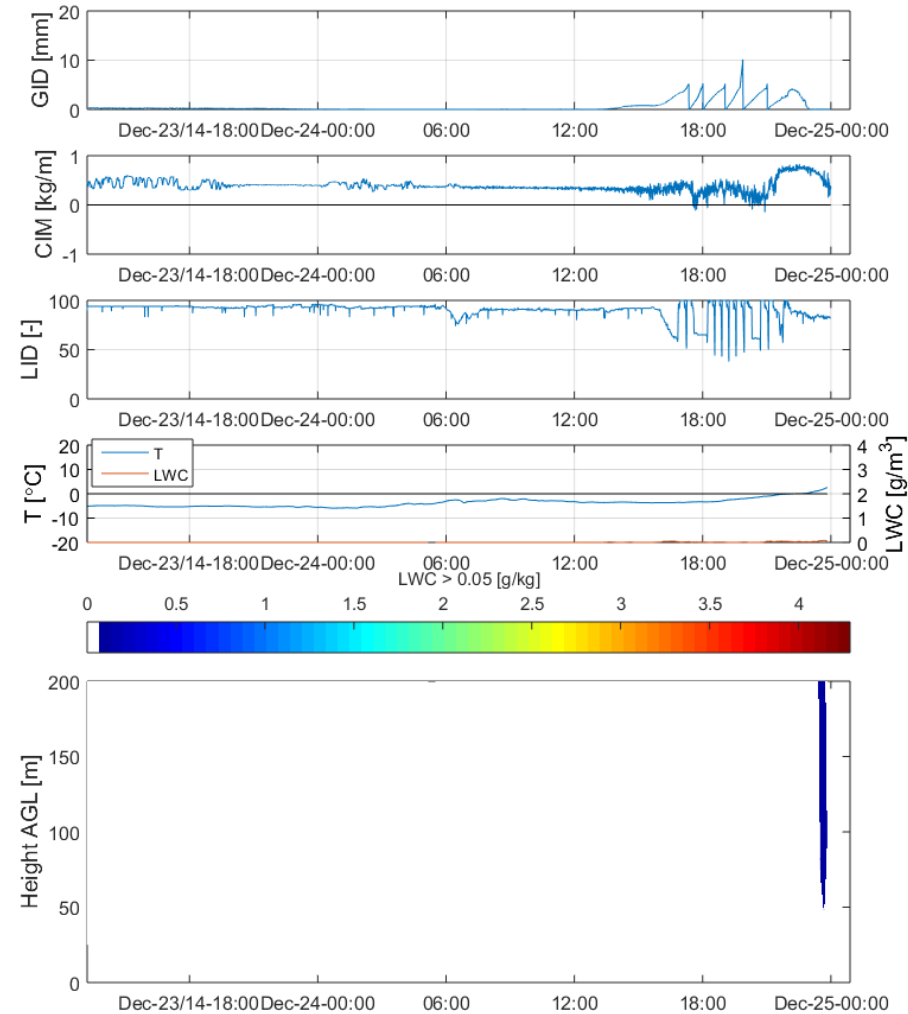 20
10
0
GID [mm]
Dec-23/14-18:00 Dec-24-00:00 06:00 12:00 18:00 Dec-25-00:00
1
0
-1
CIM [kg/m]
Dec-23/14-18:00 Dec-24-00:00 06:00 12:00 18:00 Dec-25-00:00
100
50
0
LID [-]
Dec-23/14-18:00 Dec-24-00:00 06:00 12:00 18:00 Dec-25-00:00
T
LWC
20
10
0
-10
-20
T [°C]
4
3
2
1
0
LWC [g/m³]
Dec-23/14-18:00 Dec-24-00:00 06:00 12:00 18:00 Dec-25-00:00
LWC > 0.05 [g/kg]
0 0.5 1 1.5 2 2.5 3 3.5 4
200
150
100
50
0
Height AGL [m]
Dec-23/14-18:00 Dec-24-00:00 06:00 12:00 18:00 Dec-25-00:00